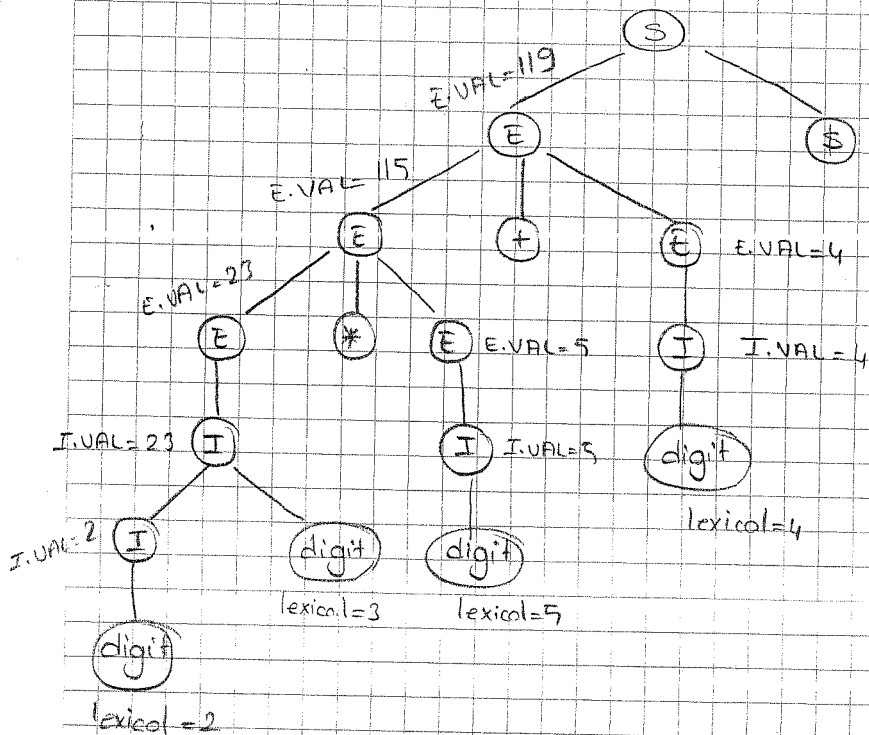 S
E.VAL=119
E
$
E.VAL=115
E
+
E
E.VAL=4
E.VAL=23
E
*
E
E.VAL=5
I
I.VAL=4
I.VAL=23
I
I
I.VAL=5
digit
lexical=4
I.VAL=2
I
digit
lexical=3
digit
lexical=5
digit
lexical=2